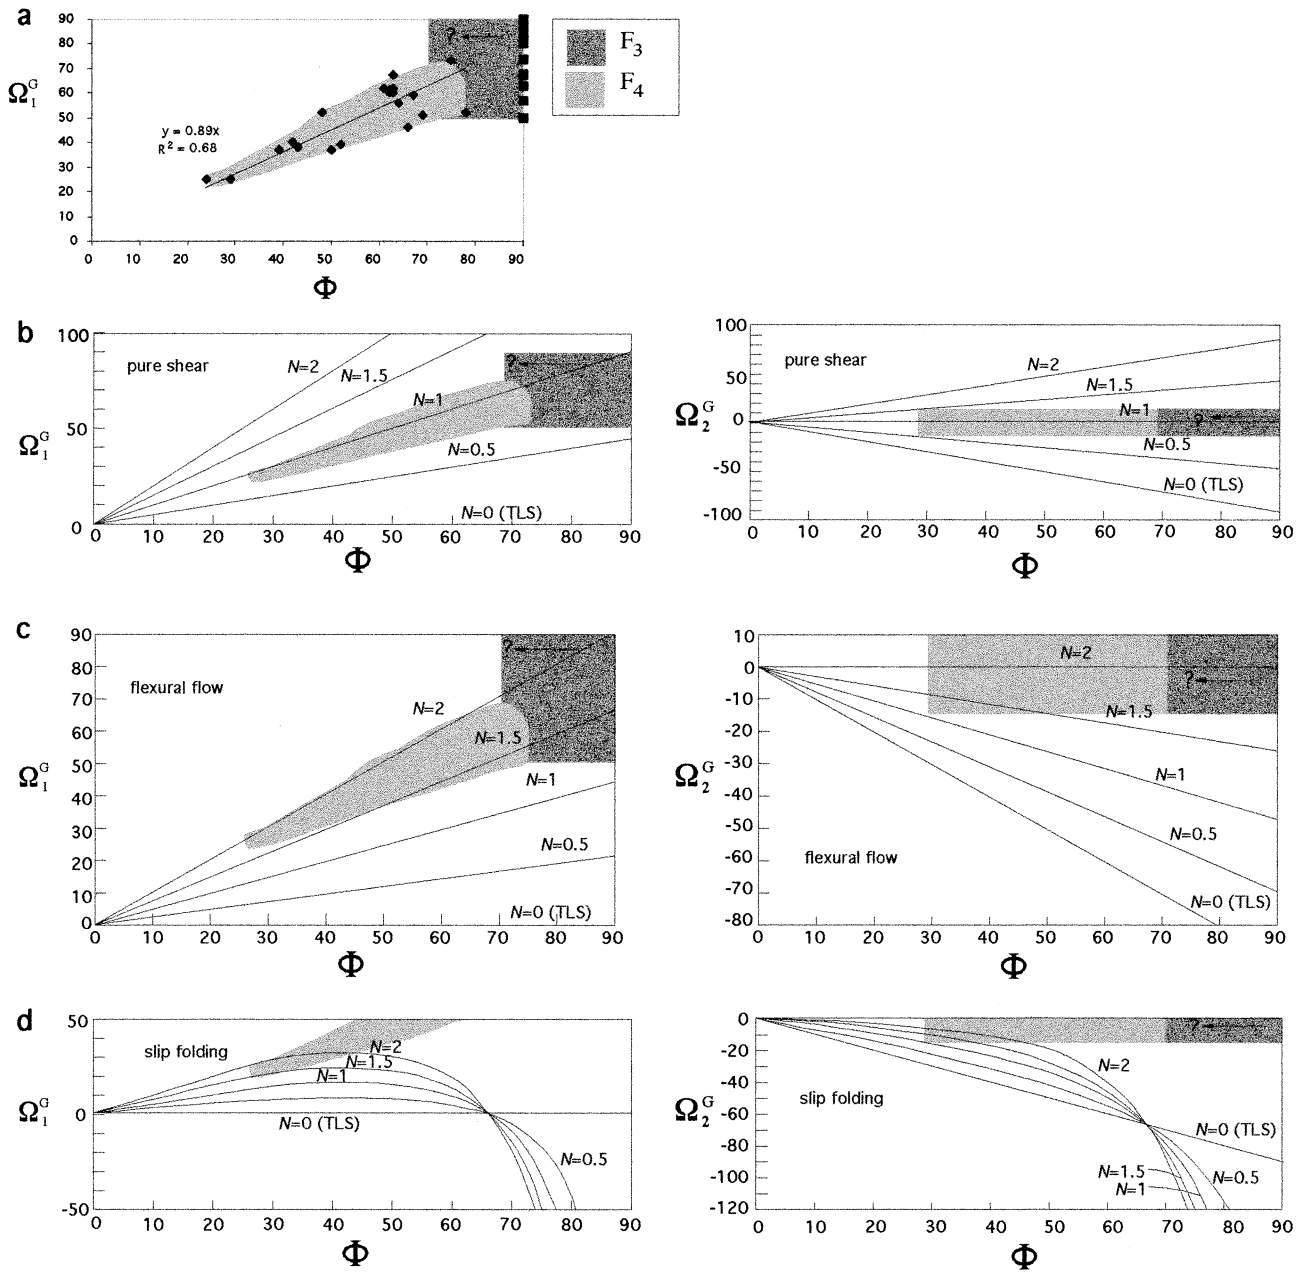 a
90
80
70
60
50
40
30
20
10
0
Ω₁ᴳ
y = 0.89x
R² = 0.68
?
F₃
F₄
0 10 20 30 40 50 60 70 80 90
Φ
b
100
50
0
Ω₁ᴳ
pure shear
N=2
N=1.5
N=1
N=0.5
N=0 (TLS)
?
0 10 20 30 40 50 60 70 80 90
Φ
100
50
0
-50
-100
Ω₂ᴳ
pure shear
N=2
N=1.5
N=1
?
N=0.5
N=0 (TLS)
0 10 20 30 40 50 60 70 80 90
Φ
c
90
80
70
60
50
40
30
20
10
0
Ω₁ᴳ
flexural flow
?
N=2
N=1.5
N=1
N=0.5
N=0 (TLS)
0 10 20 30 40 50 60 70 80 90
Φ
10
0
-10
-20
-30
-40
-50
-60
-70
-80
Ω₂ᴳ
N=2
?
N=1.5
N=1
N=0.5
N=0 (TLS)
flexural flow
0 10 20 30 40 50 60 70 80 90
Φ
d
50
0
-50
Ω₁ᴳ
slip folding
N=2
N=1.5
N=1
N=0 (TLS)
N=0.5
0 10 20 30 40 50 60 70 80 90
Φ
0
-20
-40
-60
-80
-100
-120
Ω₂ᴳ
?
N=2
slip folding
N=0 (TLS)
N=1.5
N=0.5
N=1
0 10 20 30 40 50 60 70 80 90
Φ